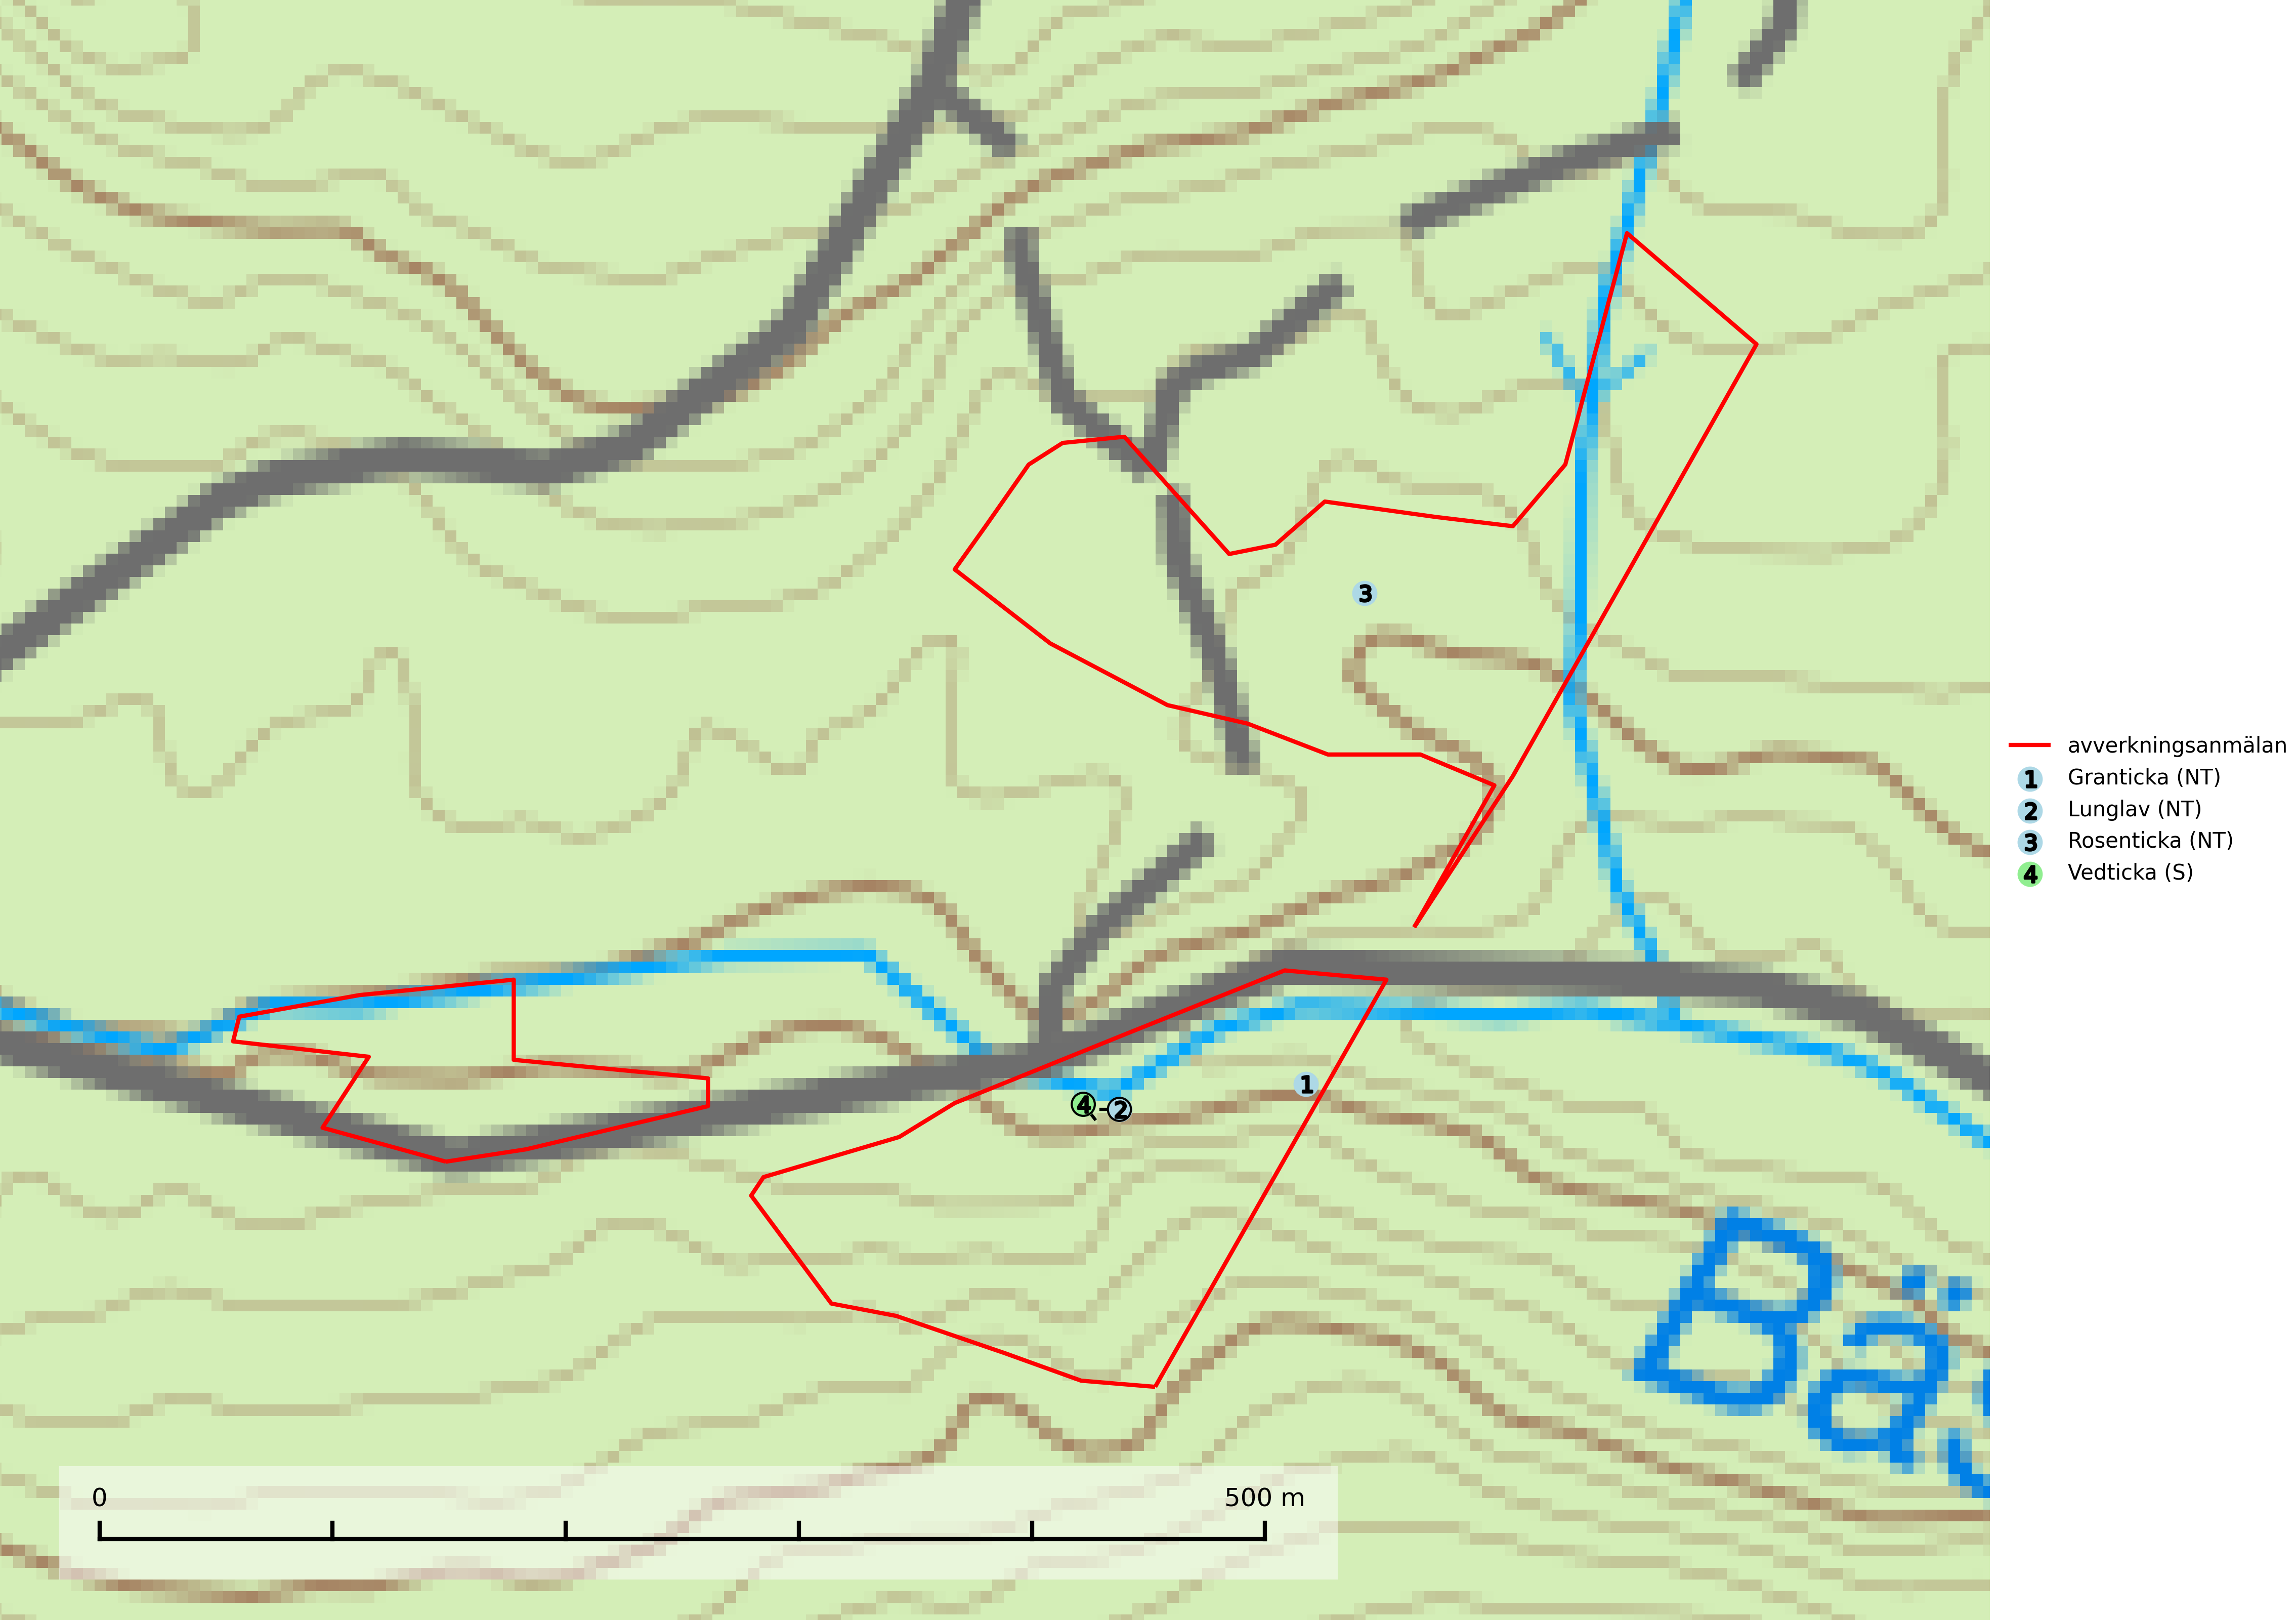 3
1
4
2
avverkningsanmälan
1 Granticka (NT)
2 Lunglav (NT)
3 Rosenticka (NT)
4 Vedticka (S)
0 500 m